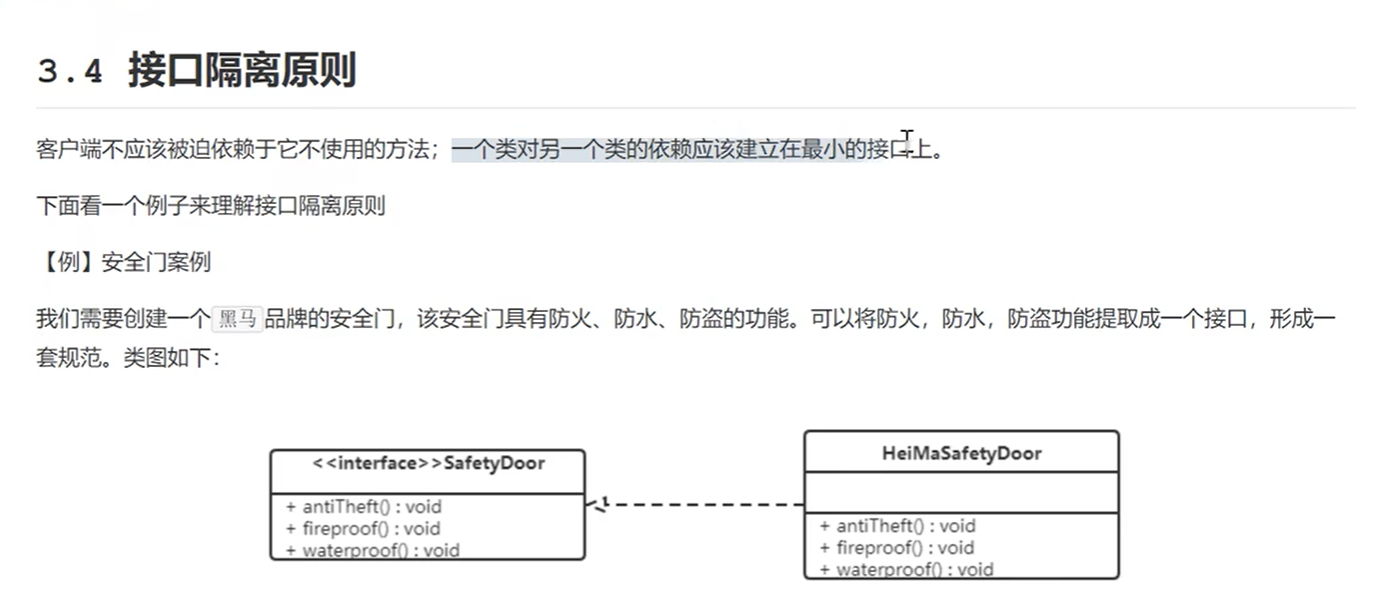 3.4 接口隔离原则
客户端不应该被迫依赖于它不使用的方法；一个类对另一个类的依赖应该建立在最小的接口上。
下面看一个例子来理解接口隔离原则
【例】安全门案例
我们需要创建一个黑马品牌的安全门，该安全门具有防火、防水、防盗的功能。可以将防火，防水，防盗功能提取成一个接口，形成一
套规范。类图如下：
<<interface>>SafetyDoor
+ antiTheft() : void
+ fireproof() : void
+ waterproof() : void
HeiMaSafetyDoor
+ antiTheft() : void
+ fireproof() : void
+ waterproof() : void